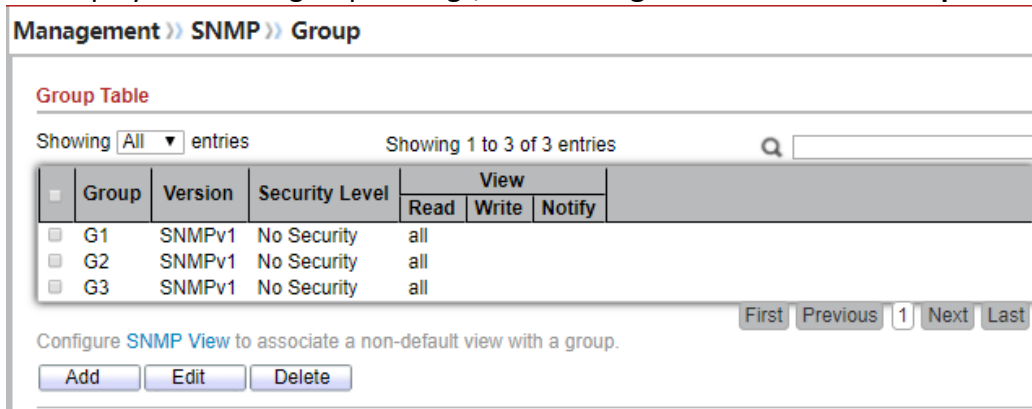 Management » SNMP » Group
Group Table
Showing All ▼ entries Showing 1 to 3 of 3 entries
Group Version Security Level View
Read Write Notify
G1 SNMPv1 No Security all
G2 SNMPv1 No Security all
G3 SNMPv1 No Security all
First Previous 1 Next Last
Configure SNMP View to associate a non-default view with a group.
Add Edit Delete